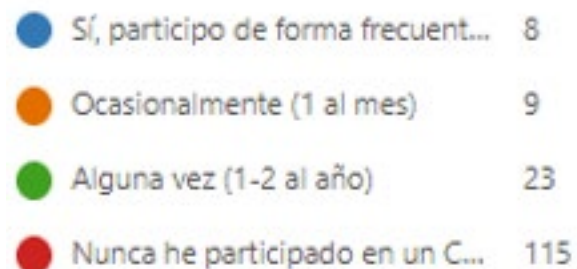 Sí, participo de forma frecuent... 8
Ocasionalmente (1 al mes) 9
Alguna vez (1-2 al año) 23
Nunca he participado en un C... 115